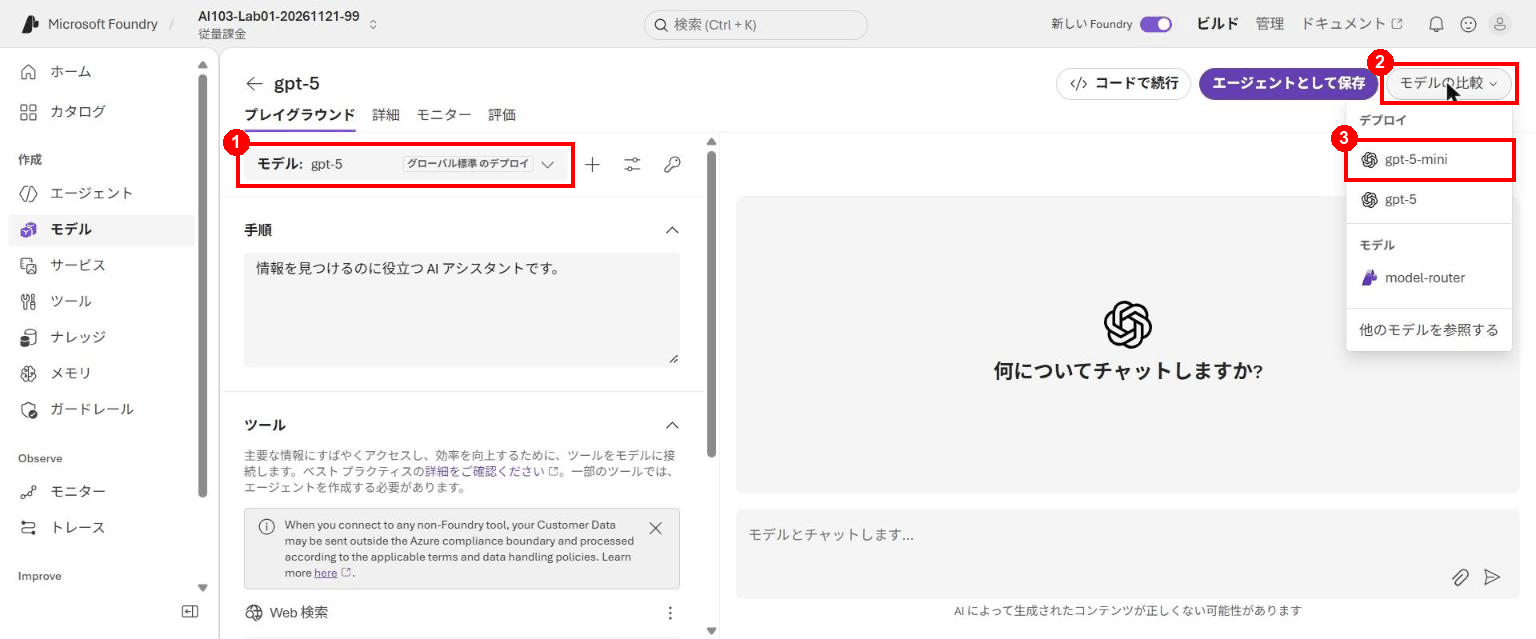 Microsoft Foundry
/
AI103-Lab01-20261121-99
従量課金
検索 (Ctrl + K)
新しい Foundry
ビルド
管理
ドキュメント
ホーム
カタログ
作成
エージェント
モデル
サービス
ツール
ナレッジ
メモリ
ガードレール
Observe
モニター
トレース
Improve
gpt-5
コードで続行
エージェントとして保存
2
モデルの比較
プレイグラウンド
詳細
モニター
評価
1
モデル: gpt-5
グローバル標準 のデプロイ
手順
情報を見つけるのに役立つ AI アシスタントです。
ツール
主要な情報にすばやくアクセスし、効率を向上するために、ツールをモデルに接
続します。ベスト プラクティスの詳細をご確認ください。一部のツールでは、
エージェントを作成する必要があります。
When you connect to any non-Foundry tool, your Customer Data
may be sent outside the Azure compliance boundary and processed
according to the applicable terms and data handling policies. Learn
more here.
Web 検索
デプロイ
3
gpt-5-mini
gpt-5
モデル
model-router
他のモデルを参照する
何についてチャットしますか?
モデルとチャットします...
AI によって生成されたコンテンツが正しくない可能性があります